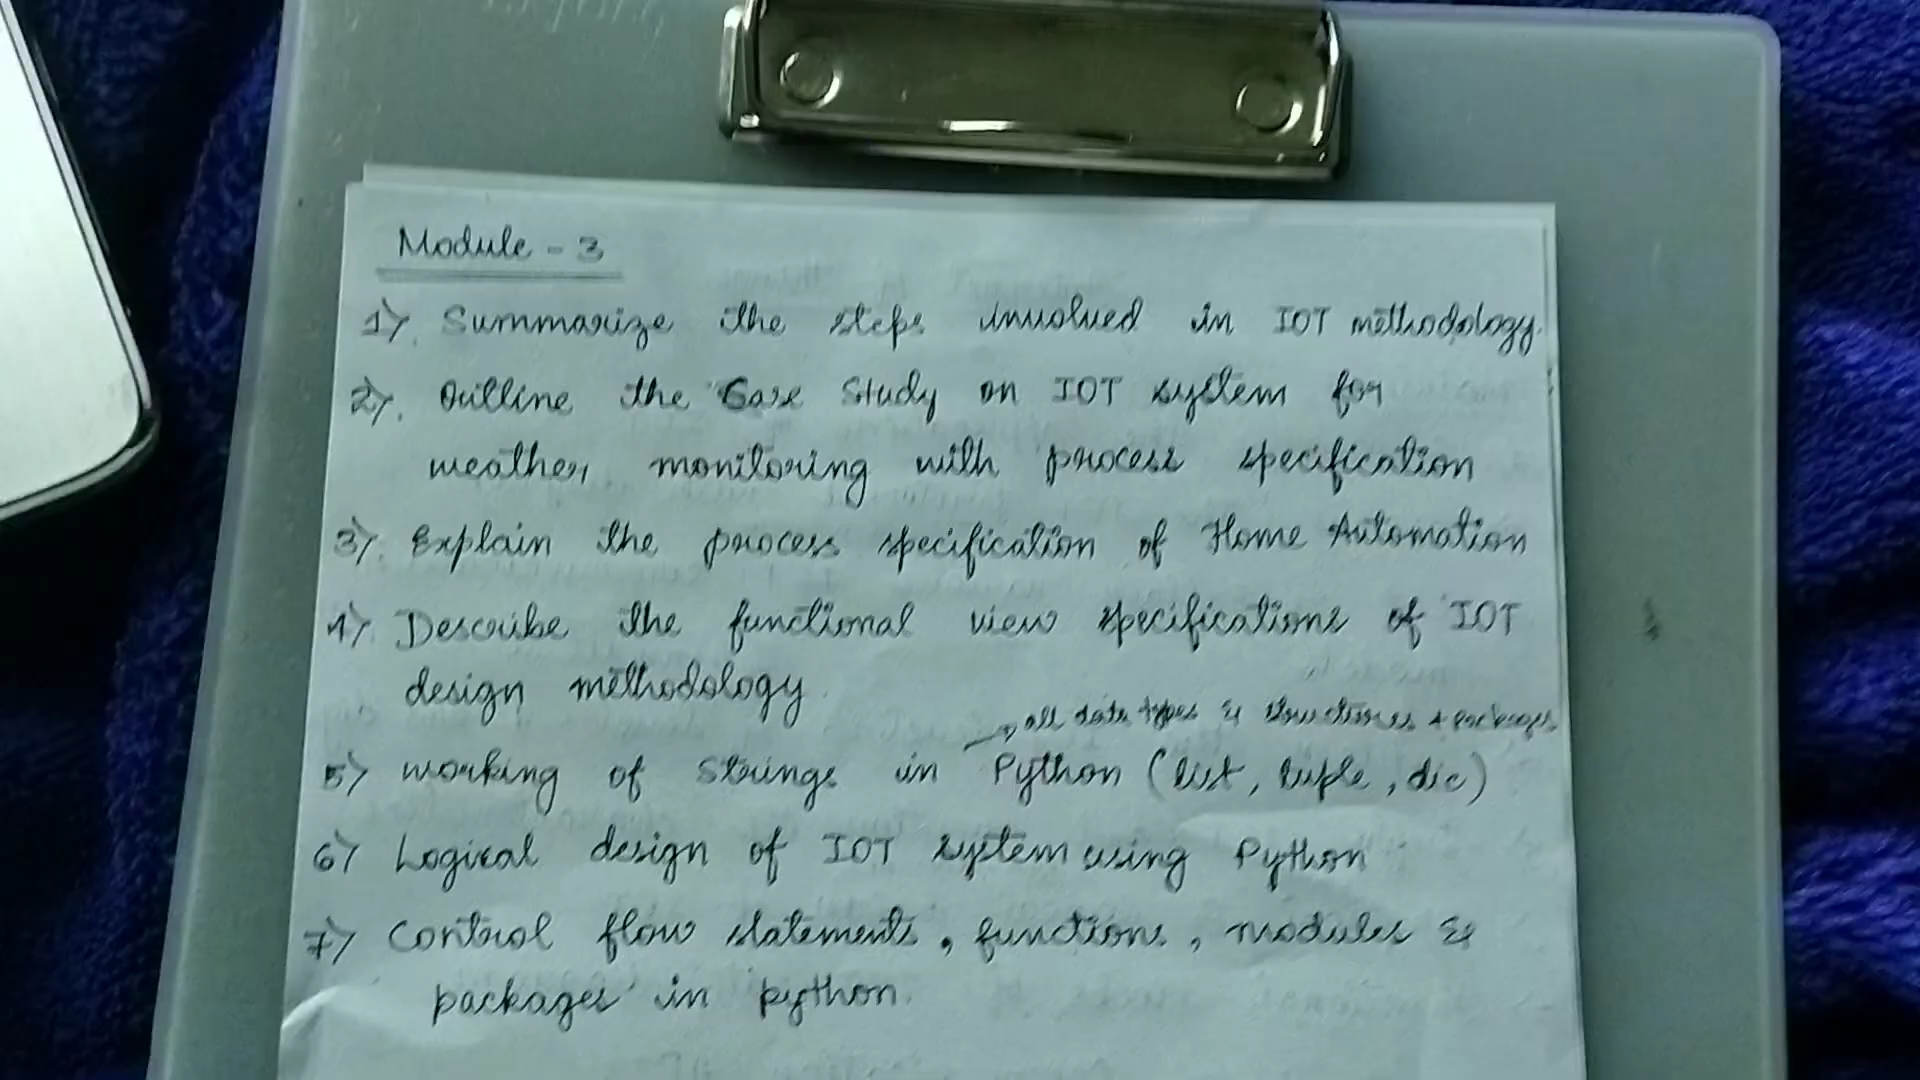 Module - 3
1) Summarize the steps involved in IOT methodology.
2) Outline the Case Study on IOT system for
weather monitoring with process specification
3) Explain the process specification of Home Automation
4) Describe the functional view specifications of IOT
design methodology
→ all data types & structures + packages
5) working of Strings in Python (list, tuple, dic)
6) Logical design of IOT system using Python
7) Control flow statements, functions, modules &
packages in python.